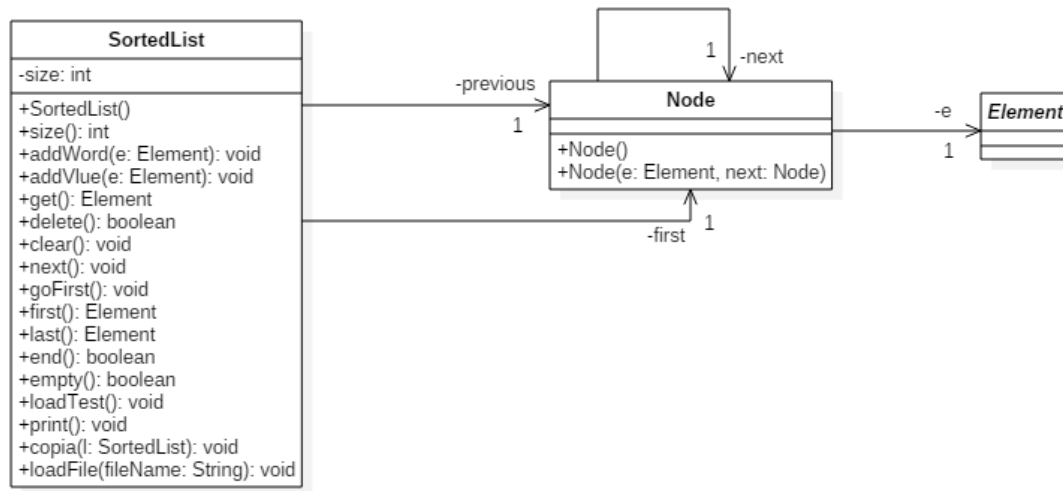 SortedList
-size: int
+SortedList()
+size(): int
+addWord(e: Element): void
+addVlue(e: Element): void
+get(): Element
+delete(): boolean
+clear(): void
+next(): void
+goFirst(): void
+first(): Element
+last(): Element
+end(): boolean
+empty(): boolean
+loadTest(): void
+print(): void
+copia(l: SortedList): void
+loadFile(fileName: String): void
-previous
1
1
-next
Node
+Node()
+Node(e: Element, next: Node)
-first
1
-e
1
Element